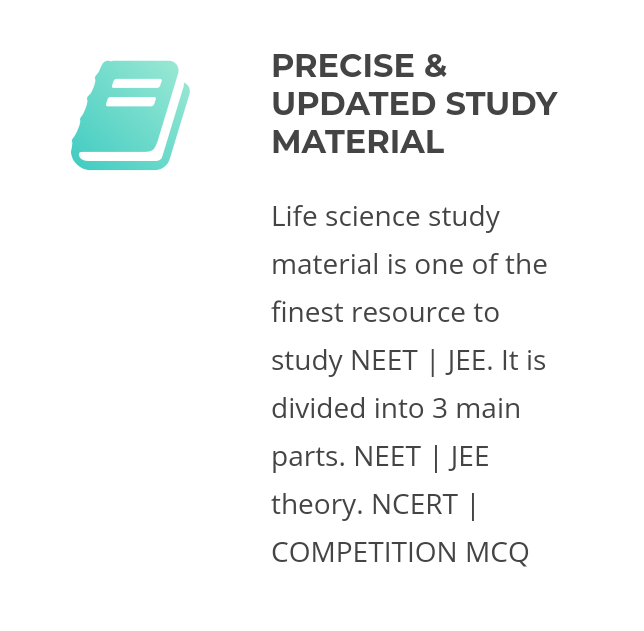 PRECISE &
UPDATED STUDY
MATERIAL
Life science study
material is one of the
finest resource to
study NEET | JEE. It is
divided into 3 main
parts. NEET | JEE
theory. NCERT |
COMPETITION MCQ